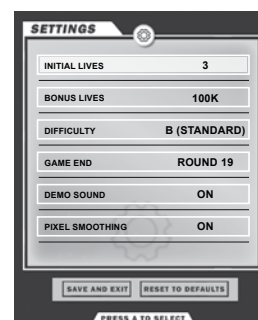 SETTINGS
INITIAL LIVES 3
BONUS LIVES 100K
DIFFICULTY B (STANDARD)
GAME END ROUND 19
DEMO SOUND ON
PIXEL SMOOTHING ON
SAVE AND EXIT RESET TO DEFAULTS
PRESS A TO SELECT